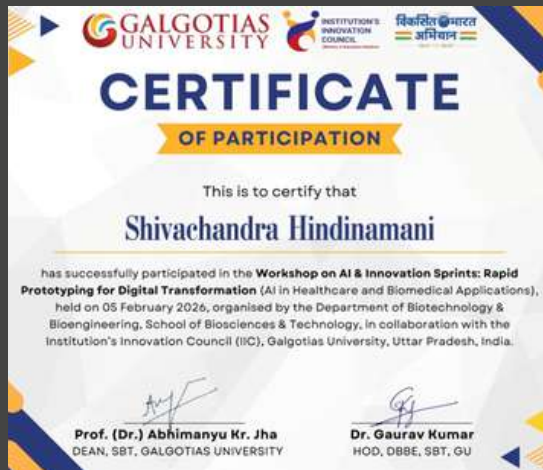 GALGOTIAS
UNIVERSITY
INSTITUTION'S
INNOVATION
COUNCIL
विकसित भारत
अभियान
CERTIFICATE
OF PARTICIPATION
This is to certify that
Shivachandra Hindinamani
has successfully participated in the Workshop on AI & Innovation Sprints: Rapid
Prototyping for Digital Transformation (AI in Healthcare and Biomedical Applications),
held on 05 February 2026, organised by the Department of Biotechnology &
Bioengineering, School of Biosciences & Technology, in collaboration with the
Institution's Innovation Council (IIC), Galgotias University, Uttar Pradesh, India.
Prof. (Dr.) Abhimanyu Kr. Jha
DEAN, SBT, GALGOTIAS UNIVERSITY
Dr. Gaurav Kumar
HOD, DBBE, SBT, GU